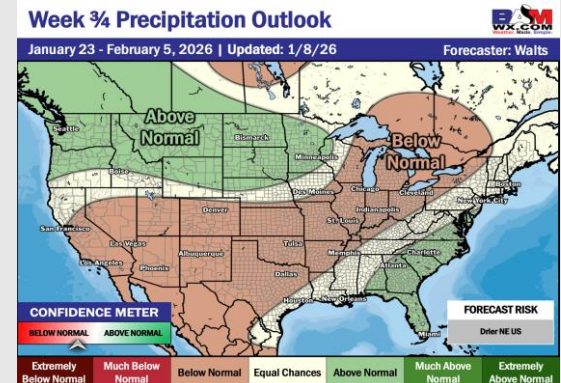 Week ¾ Precipitation Outlook
BAM
WX.COM
Weather. Made. Simple.
January 23 - February 5, 2026 | Updated: 1/8/26
Forecaster: Walts
Above
Normal
Seattle
Bismarck
Below
Normal
Minneapolis
Boise
Boston
Des Moines
Chicago
Cleveland
New York City
Denver
Indianapolis
San Francisco
St. Louis
Las Vegas
Tulsa
Memphis
Charlotte
Los Angeles
Albuquerque
Phoenix
Atlanta
Dallas
Houston
New Orleans
Miami
CONFIDENCE METER
BELOW NORMAL
ABOVE NORMAL
FORECAST RISK
Drier NE US
Extremely
Below Normal
Much Below
Normal
Below Normal
Equal Chances
Above Normal
Much Above
Normal
Extremely
Above Normal